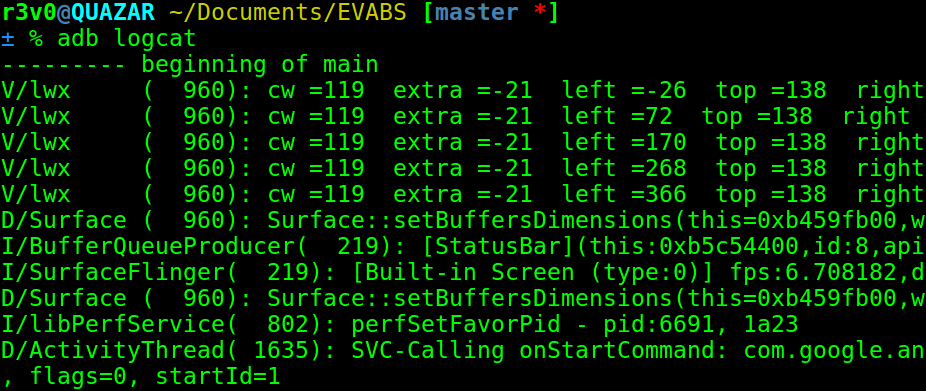 r3v0@QUAZAR ~/Documents/EVABS [master *]
± % adb logcat
--------- beginning of main
V/lwx     (  960): cw =119  extra =-21  left =-26  top =138  right
V/lwx     (  960): cw =119  extra =-21  left =72  top =138  right
V/lwx     (  960): cw =119  extra =-21  left =170  top =138  right
V/lwx     (  960): cw =119  extra =-21  left =268  top =138  right
V/lwx     (  960): cw =119  extra =-21  left =366  top =138  right
D/Surface (  960): Surface::setBuffersDimensions(this=0xb459fb00,w
I/BufferQueueProducer(  219): [StatusBar](this:0xb5c54400,id:8,api
I/SurfaceFlinger(  219): [Built-in Screen (type:0)] fps:6.708182,d
D/Surface (  960): Surface::setBuffersDimensions(this=0xb459fb00,w
I/libPerfService(  802): perfSetFavorPid - pid:6691, 1a23
D/ActivityThread( 1635): SVC-Calling onStartCommand: com.google.an
, flags=0, startId=1